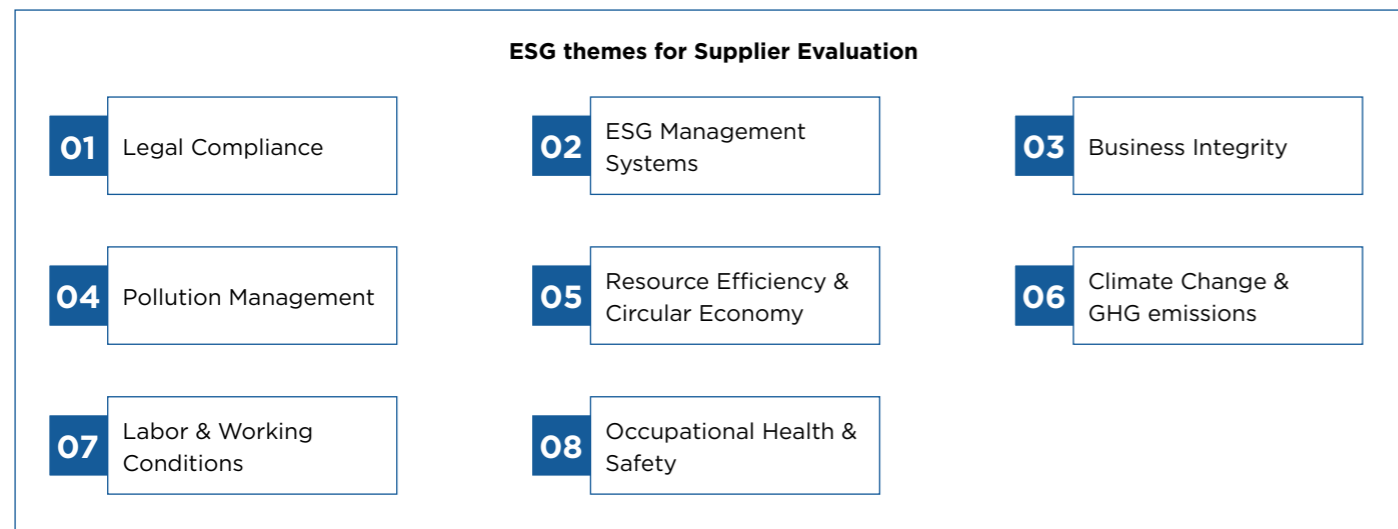 ESG themes for Supplier Evaluation
01
Legal Compliance
02
ESG Management
Systems
03
Business Integrity
04
Pollution Management
05
Resource Efficiency &
Circular Economy
06
Climate Change &
GHG emissions
07
Labor & Working
Conditions
08
Occupational Health &
Safety